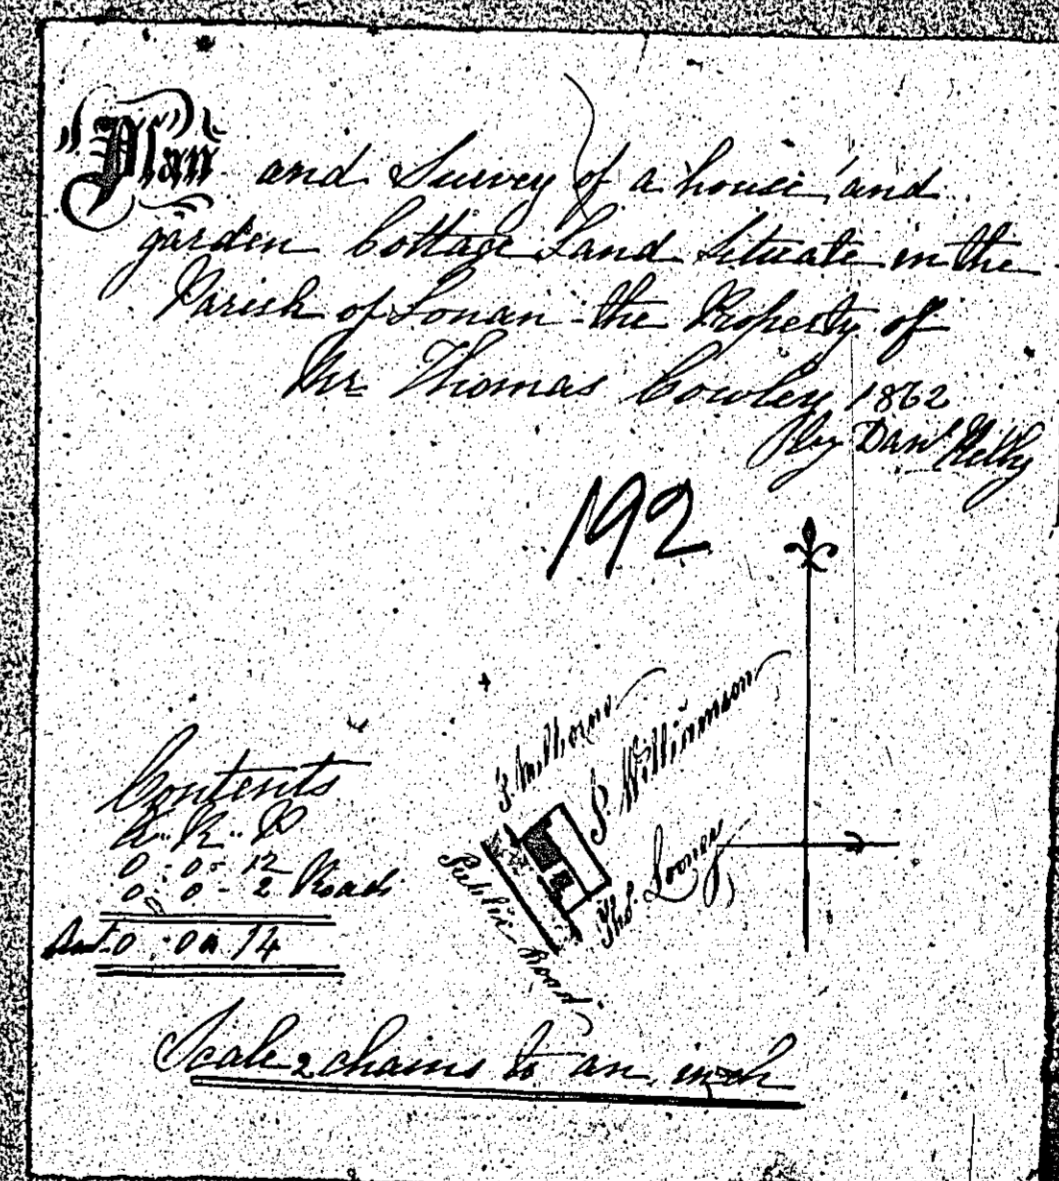 Plan and Survey of a house and
garden Cottage Land Situate in the
Parish of Lonan - the Property of
Mr Thomas Cowley 1862
By Danl Kelly
192
S. Williamson
Thos. Looney
Public Road
Contents
A.. R.. P
0 - 0 - 12
0 - 0 - 2 Road
0 : 0 . 14
Scale 2 chains to an inch